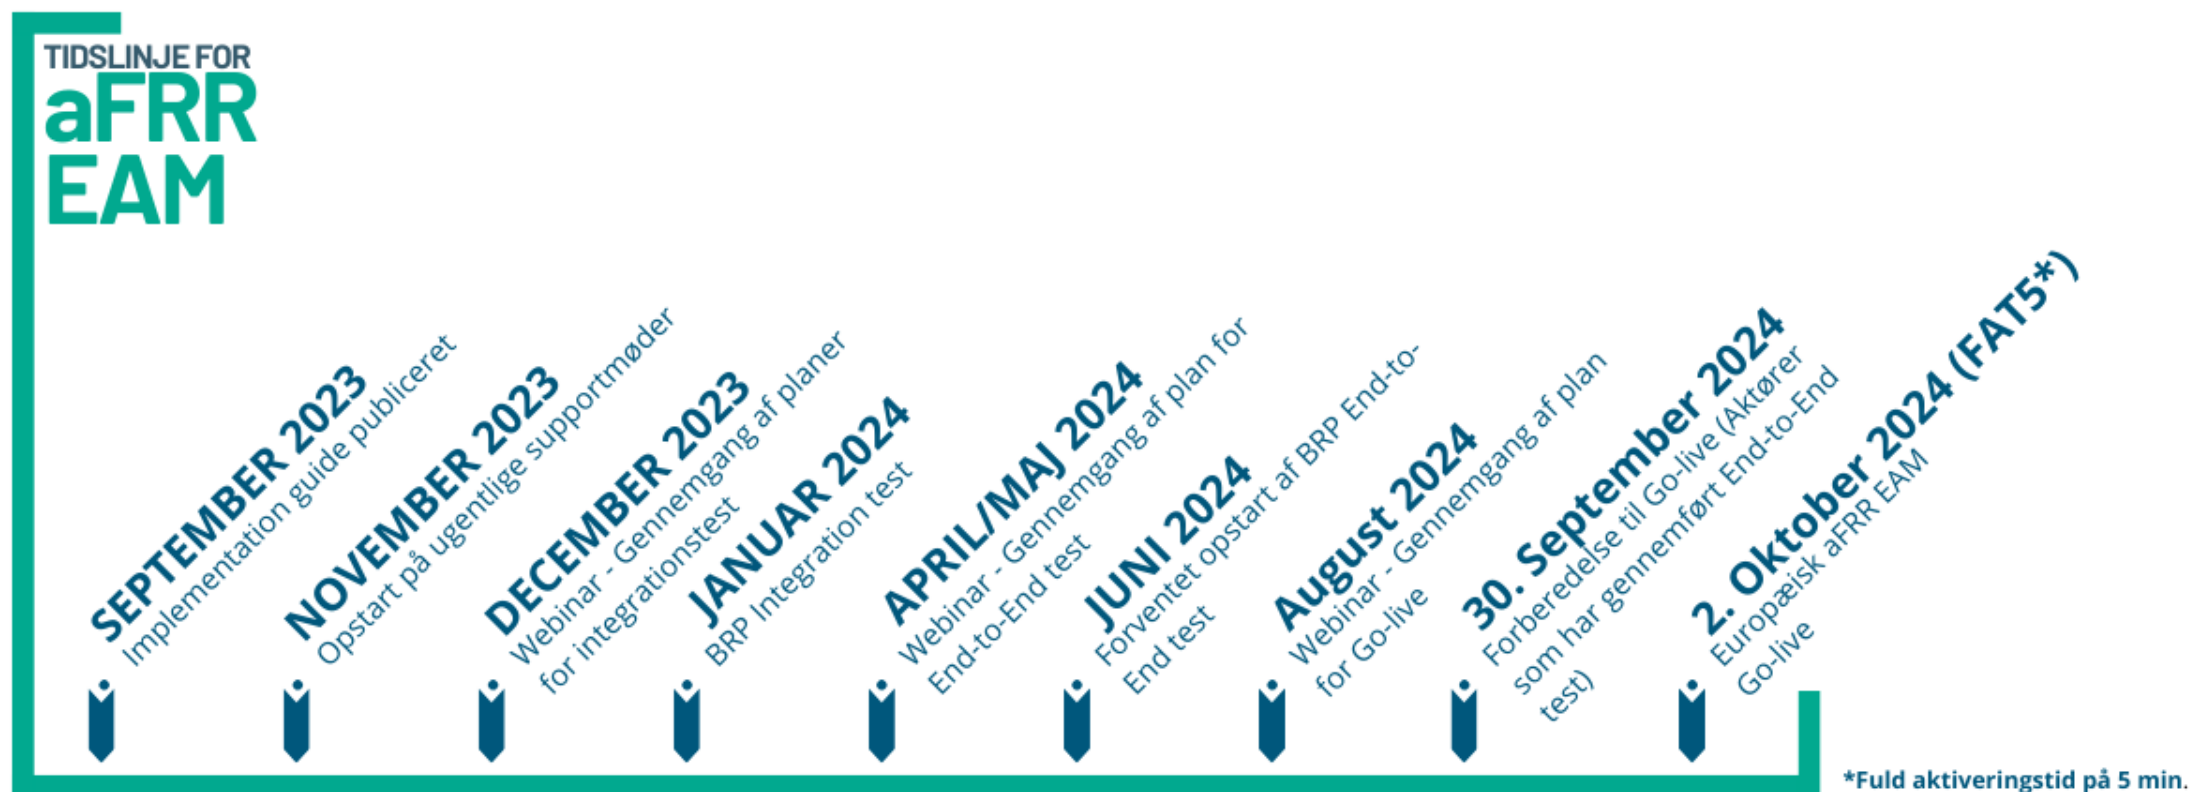 TIDSLINJE FOR
aFRR
EAM
SEPTEMBER 2023
Implementation guide publiceret
NOVEMBER 2023
Opstart på ugentlige supportmøder
DECEMBER 2023
Webinar - Gennemgang af planer
for integrationstest
JANUAR 2024
BRP Integration test
APRIL/MAJ 2024
Webinar - Gennemgang af plan for
End-to-End test
JUNI 2024
Forventet opstart af BRP End-to-
End test
August 2024
Webinar - Gennemgang af plan
for Go-live
30. September 2024
Forberedelse til Go-live (Aktører
som har gennemført End-to-End
test)
2. Oktober 2024 (FAT5*)
Europæisk aFRR EAM
Go-live
*Fuld aktiveringstid på 5 min.